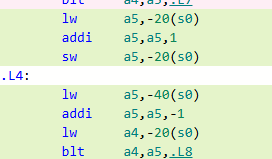 blt a4,a5,.L7
lw a5,-20(s0)
addi a5,a5,1
sw a5,-20(s0)
.L4:
lw a5,-40(s0)
addi a5,a5,-1
lw a4,-20(s0)
blt a4,a5,.L8